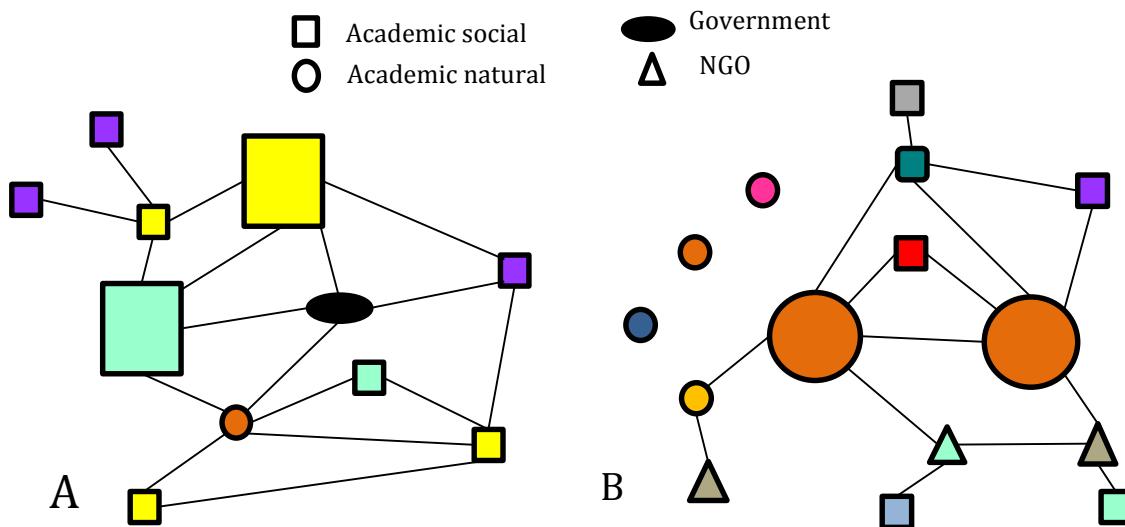 Academic social
Academic natural
Government
NGO
A
B